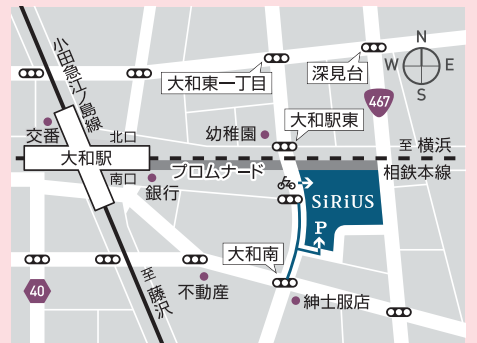 小田急江ノ島線
大和東一丁目
深見台
N
W
E
S
467
大和駅東
交番
北口
幼稚園
至 横浜
大和駅
プロムナード
相鉄本線
南口
銀行
SiRiUS
P
大和南
40
至 藤沢
不動産
紳士服店